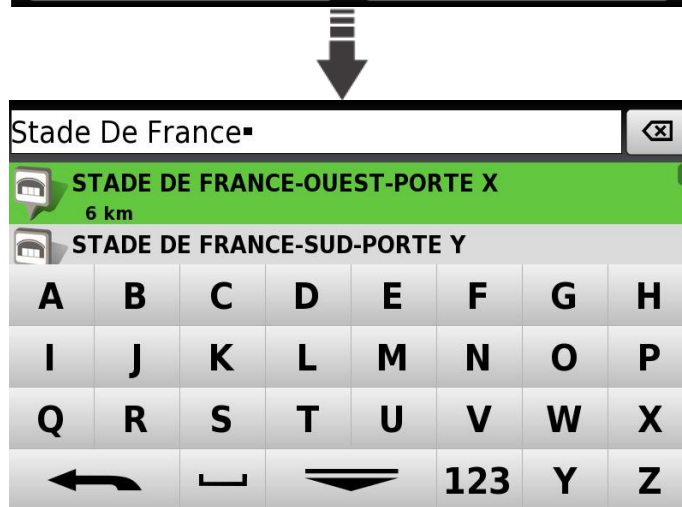 Stade De France
STADE DE FRANCE-OUEST-PORTE X
6 km
STADE DE FRANCE-SUD-PORTE Y
A B C D E F G H
I J K L M N O P
Q R S T U V W X
123 Y Z